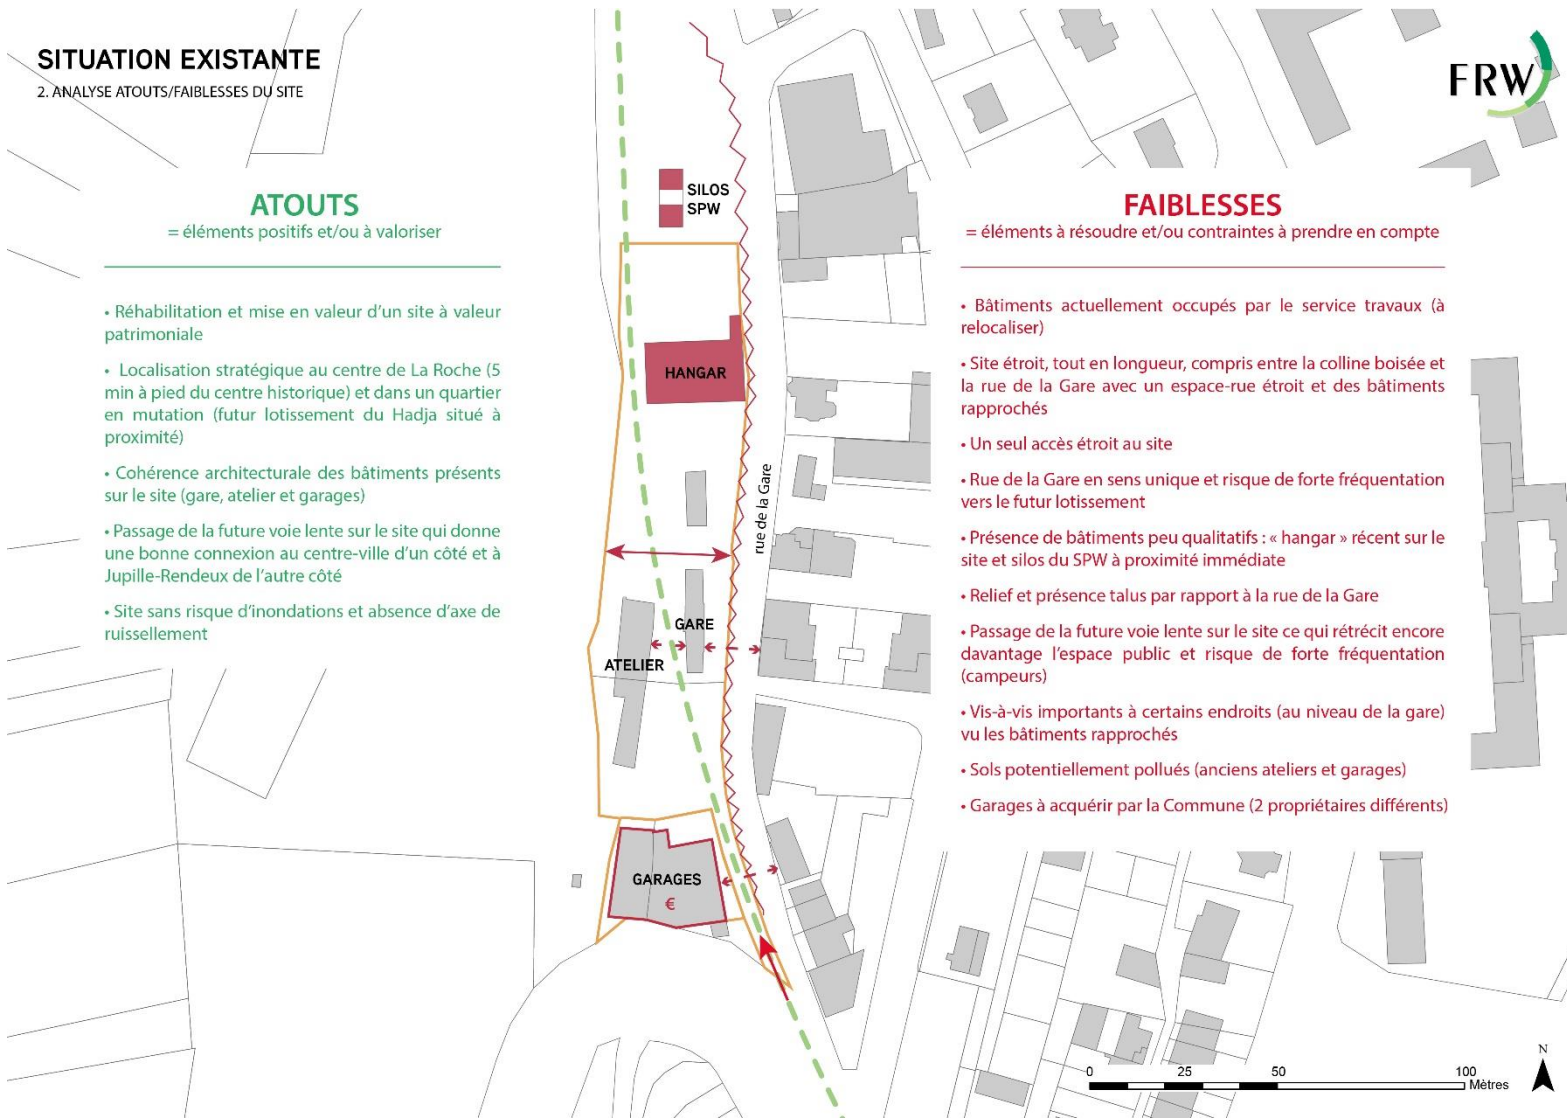 SITUATION EXISTANTE
2. ANALYSE ATOUTS/FAIBLESSES DU SITE
FRW
ATOUTS
= éléments positifs et/ou à valoriser
• Réhabilitation et mise en valeur d'un site à valeur
patrimoniale
• Localisation stratégique au centre de La Roche (5
min à pied du centre historique) et dans un quartier
en mutation (futur lotissement du Hadja situé à
proximité)
• Cohérence architecturale des bâtiments présents
sur le site (gare, atelier et garages)
• Passage de la future voie lente sur le site qui donne
une bonne connexion au centre-ville d'un côté et à
Jupille-Rendeux de l'autre côté
• Site sans risque d'inondations et absence d'axe de
ruissellement
SILOS
SPW
HANGAR
rue de la Gare
GARE
ATELIER
GARAGES
€
FAIBLESSES
= éléments à résoudre et/ou contraintes à prendre en compte
• Bâtiments actuellement occupés par le service travaux (à
relocaliser)
• Site étroit, tout en longueur, compris entre la colline boisée et
la rue de la Gare avec un espace-rue étroit et des bâtiments
rapprochés
• Un seul accès étroit au site
• Rue de la Gare en sens unique et risque de forte fréquentation
vers le futur lotissement
• Présence de bâtiments peu qualitatifs : « hangar » récent sur le
site et silos du SPW à proximité immédiate
• Relief et présence talus par rapport à la rue de la Gare
• Passage de la future voie lente sur le site ce qui rétrécit encore
davantage l'espace public et risque de forte fréquentation
(campeurs)
• Vis-à-vis importants à certains endroits (au niveau de la gare)
vu les bâtiments rapprochés
• Sols potentiellement pollués (anciens ateliers et garages)
• Garages à acquérir par la Commune (2 propriétaires différents)
0 25 50 100
Mètres
N